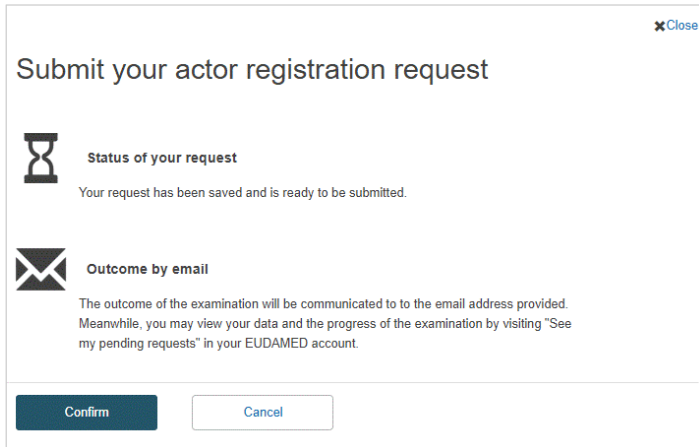 ✖Close
Submit your actor registration request
Status of your request
Your request has been saved and is ready to be submitted.
Outcome by email
The outcome of the examination will be communicated to to the email address provided.
Meanwhile, you may view your data and the progress of the examination by visiting "See
my pending requests" in your EUDAMED account.
Confirm
Cancel